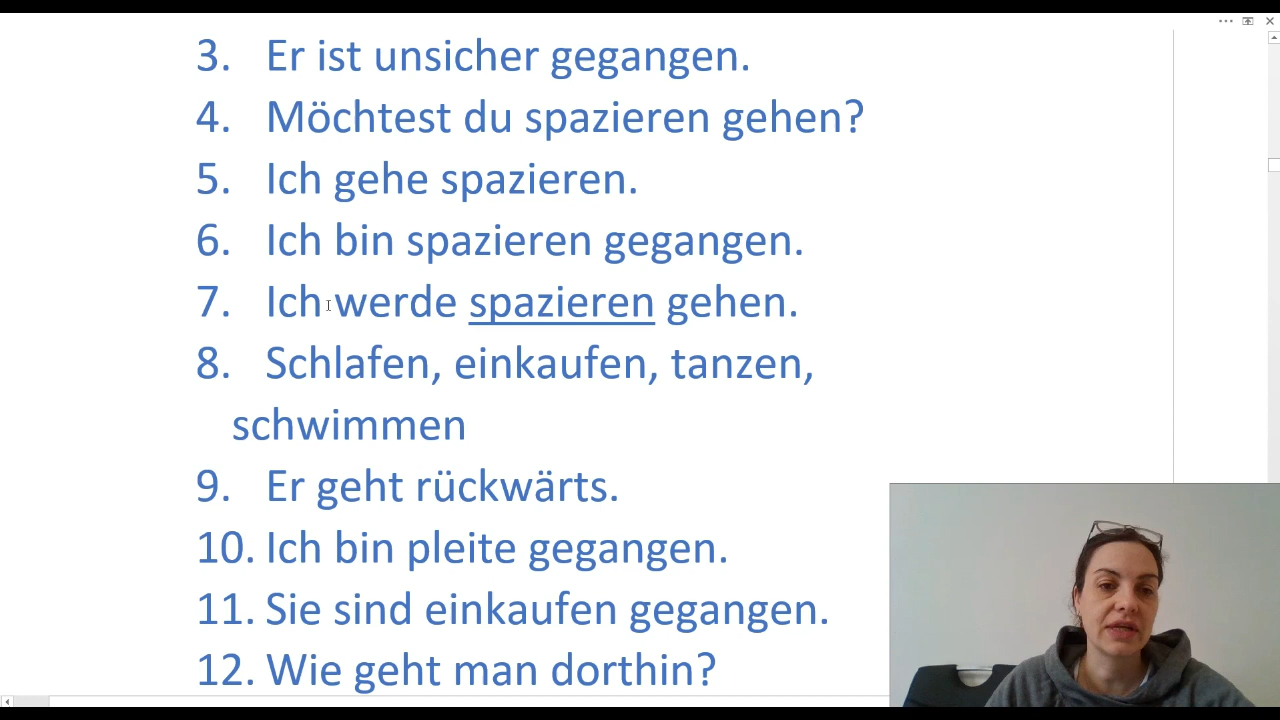 3. Er ist unsicher gegangen.
4. Möchtest du spazieren gehen?
5. Ich gehe spazieren.
6. Ich bin spazieren gegangen.
7. Ich werde spazieren gehen.
8. Schlafen, einkaufen, tanzen,
schwimmen
9. Er geht rückwärts.
10. Ich bin pleite gegangen.
11. Sie sind einkaufen gegangen.
12. Wie geht man dorthin?